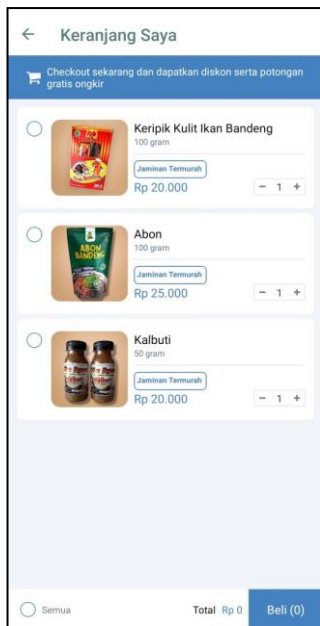 Keranjang Saya
Checkout sekarang dan dapatkan diskon serta potongan
gratis ongkir
Keripik Kulit Ikan Bandeng
100 gram
Jaminan Termurah
Rp 20.000
- 1 +
ABON
BANDENG
Abon
100 gram
Jaminan Termurah
Rp 25.000
- 1 +
Kalbuti
50 gram
Jaminan Termurah
Rp 20.000
- 1 +
Semua
Total Rp 0
Beli (0)